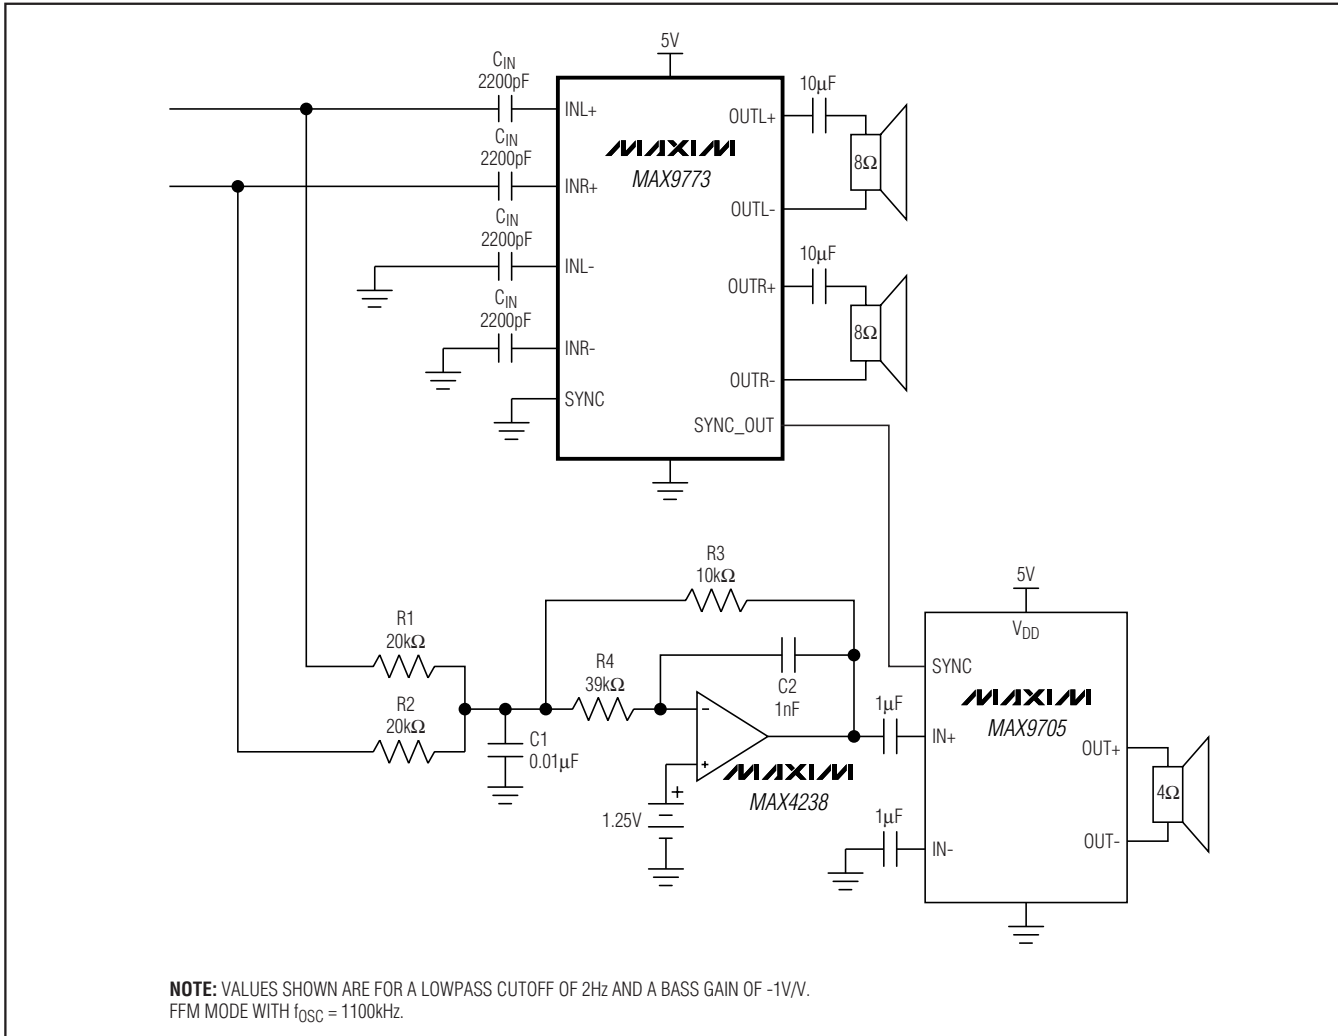 5V
C_IN
2200pF
INL+
C_IN
2200pF
INR+
C_IN
2200pF
INL-
C_IN
2200pF
INR-
SYNC
MAXIM
MAX9773
OUTL+
10µF
8Ω
OUTL-
OUTR+
10µF
8Ω
OUTR-
SYNC_OUT
R1
20kΩ
R2
20kΩ
C1
0.01µF
R3
10kΩ
R4
39kΩ
C2
1nF
-
+
+
1.25V
MAXIM
MAX4238
1µF
1µF
5V
V_DD
SYNC
MAXIM
MAX9705
IN+
IN-
OUT+
OUT-
4Ω
NOTE: VALUES SHOWN ARE FOR A LOWPASS CUTOFF OF 2Hz AND A BASS GAIN OF -1V/V.
FFM MODE WITH f_OSC = 1100kHz.